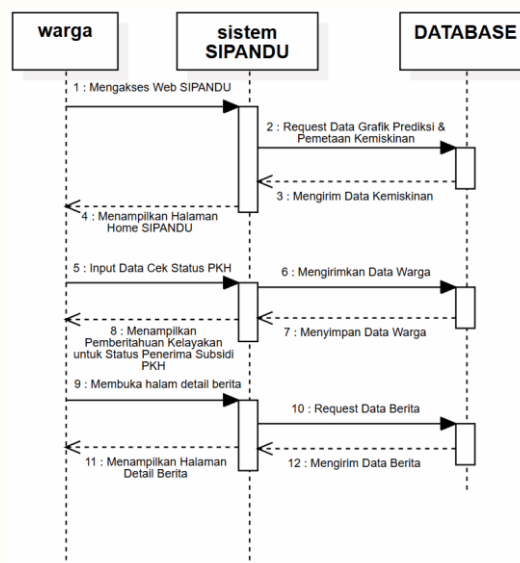 warga
sistem
SIPANDU
DATABASE
1 : Mengakses Web SIPANDU
2 : Request Data Grafik Prediksi &
Pemetaan Kemiskinan
3 : Mengirim Data Kemiskinan
4 : Menampilkan Halaman
Home SIPANDU
5 : Input Data Cek Status PKH
6 : Mengirimkan Data Warga
7 : Menyimpan Data Warga
8 : Menampilkan
Pemberitahuan Kelayakan
untuk Status Penerima Subsidi
PKH
9 : Membuka halam detail berita
10 : Request Data Berita
11 : Menampilkan Halaman
Detail Berita
12 : Mengirim Data Berita